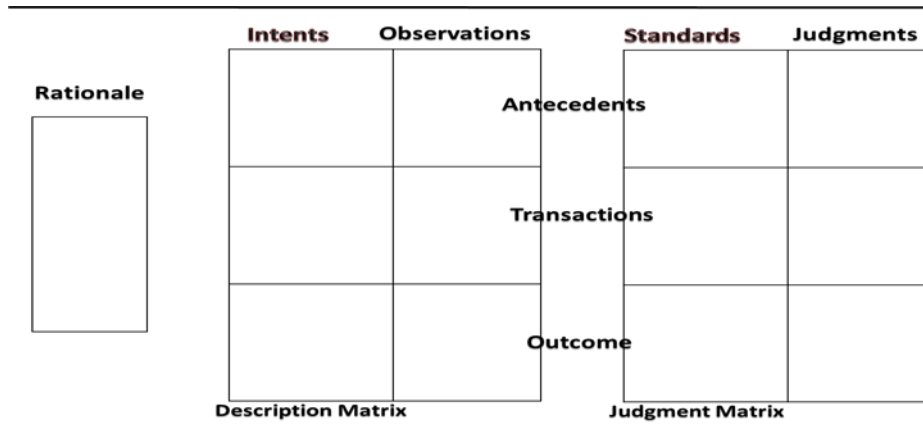 Intents Observations Standards Judgments
Rationale
Antecedents
Transactions
Outcome
Description Matrix Judgment Matrix